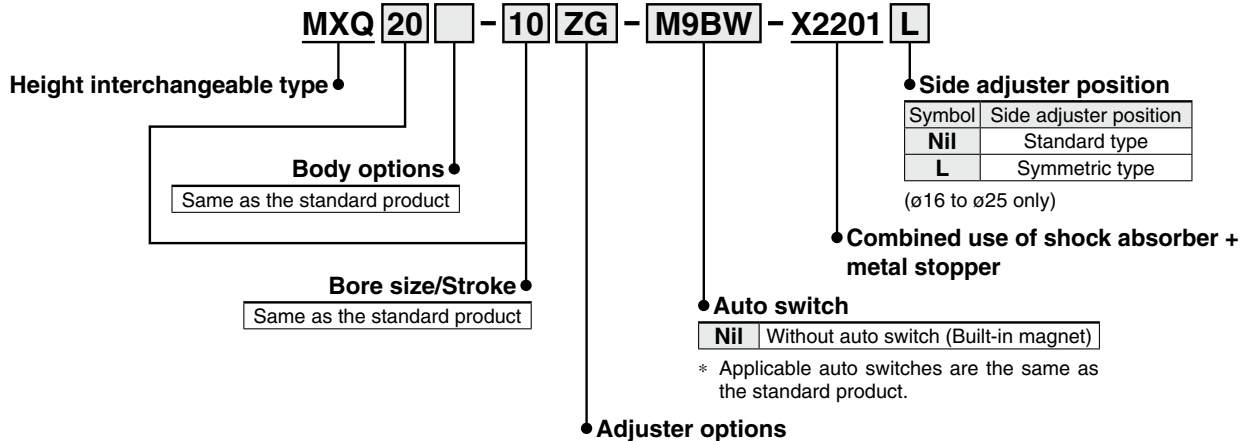 MXQ 20 - 10 ZG - M9BW - X2201 L
Height interchangeable type
Side adjuster position
Symbol Side adjuster position
Nil Standard type
L Symmetric type
(ø16 to ø25 only)
Body options
Same as the standard product
Combined use of shock absorber +
metal stopper
Bore size/Stroke
Same as the standard product
Auto switch
Nil Without auto switch (Built-in magnet)
* Applicable auto switches are the same as
the standard product.
Adjuster options